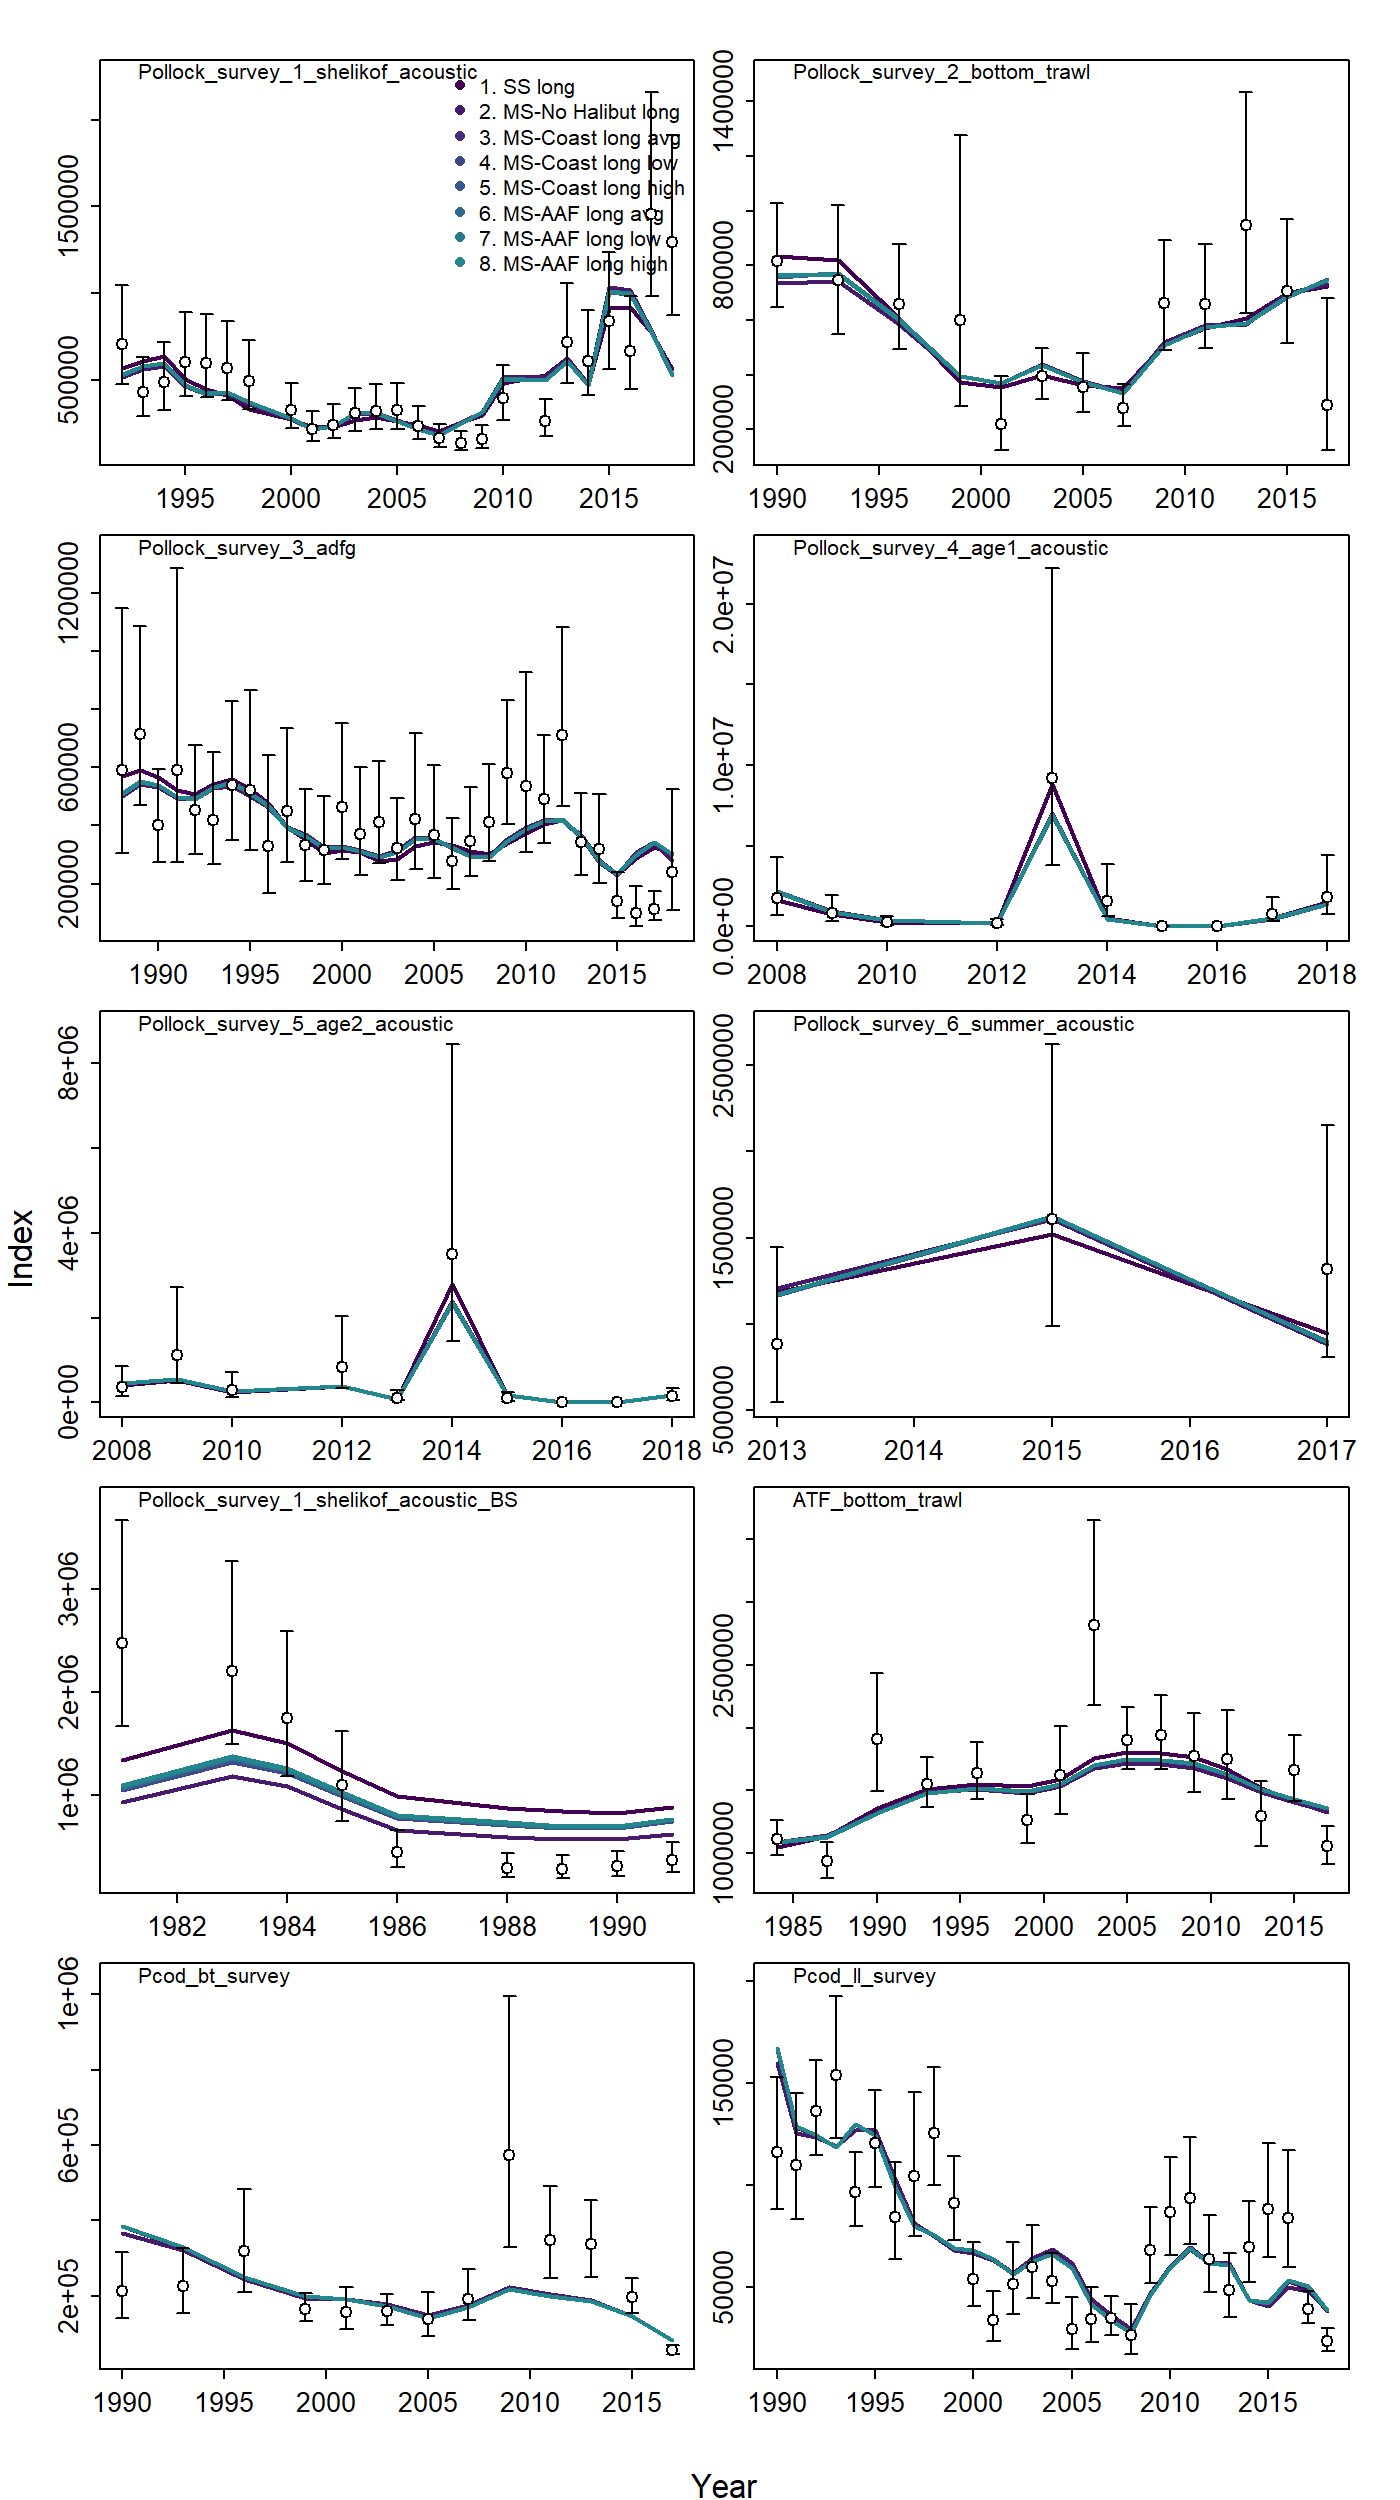 Pollock_survey_1_shelikof_acoustic
1. SS long
2. MS-No Halibut long
3. MS-Coast long avg
4. MS-Coast long low
5. MS-Coast long high
6. MS-AAF long avg
7. MS-AAF long low
8. MS-AAF long high
500000 1500000
1995 2000 2005 2010 2015
Pollock_survey_2_bottom_trawl
200000 800000 1400000
1990 1995 2000 2005 2010 2015
Pollock_survey_3_adfg
200000 600000 1200000
1990 1995 2000 2005 2010 2015
Pollock_survey_4_age1_acoustic
0.0e+00 1.0e+07 2.0e+07
2008 2010 2012 2014 2016 2018
Pollock_survey_5_age2_acoustic
0e+00 4e+06 8e+06
2008 2010 2012 2014 2016 2018
Pollock_survey_6_summer_acoustic
500000 1500000 2500000
2013 2014 2015 2016 2017
Index
Pollock_survey_1_shelikof_acoustic_BS
1e+06 2e+06 3e+06
1982 1984 1986 1988 1990
ATF_bottom_trawl
1000000 2500000
1985 1990 1995 2000 2005 2010 2015
Pcod_bt_survey
2e+05 6e+05 1e+06
1990 1995 2000 2005 2010 2015
Pcod_ll_survey
50000 150000
1990 1995 2000 2005 2010 2015
Year